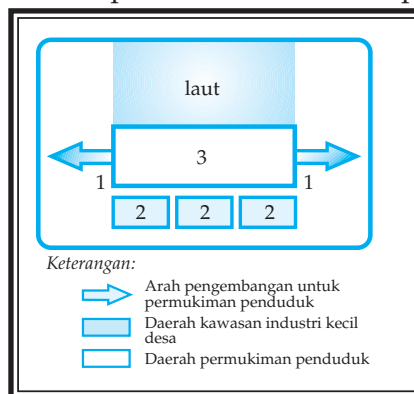 laut
3
1
1
2
2
2
Keterangan:
Arah pengembangan untuk
permukiman penduduk
Daerah kawasan industri kecil
desa
Daerah permukiman penduduk